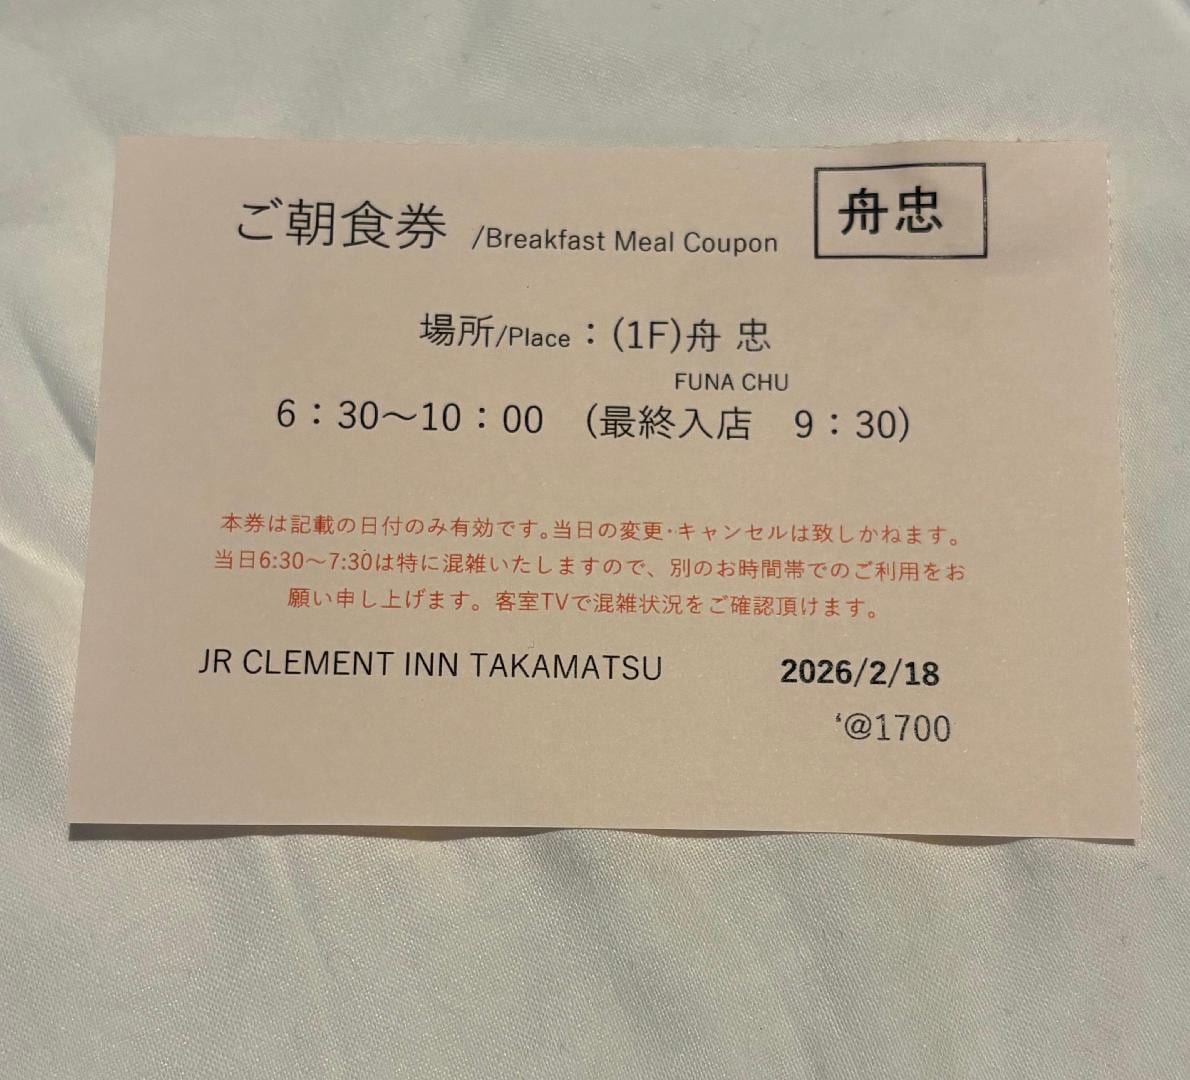 ご朝食券 /Breakfast Meal Coupon 舟忠
場所/Place：(1F)舟 忠
FUNA CHU
6：30～10：00 (最終入店 9：30)
本券は記載の日付のみ有効です。当日の変更・キャンセルは致しかねます。
当日6:30～7:30は特に混雑いたしますので、別のお時間帯でのご利用をお
願い申し上げます。客室TVで混雑状況をご確認頂けます。
JR CLEMENT INN TAKAMATSU 2026/2/18
‘@1700